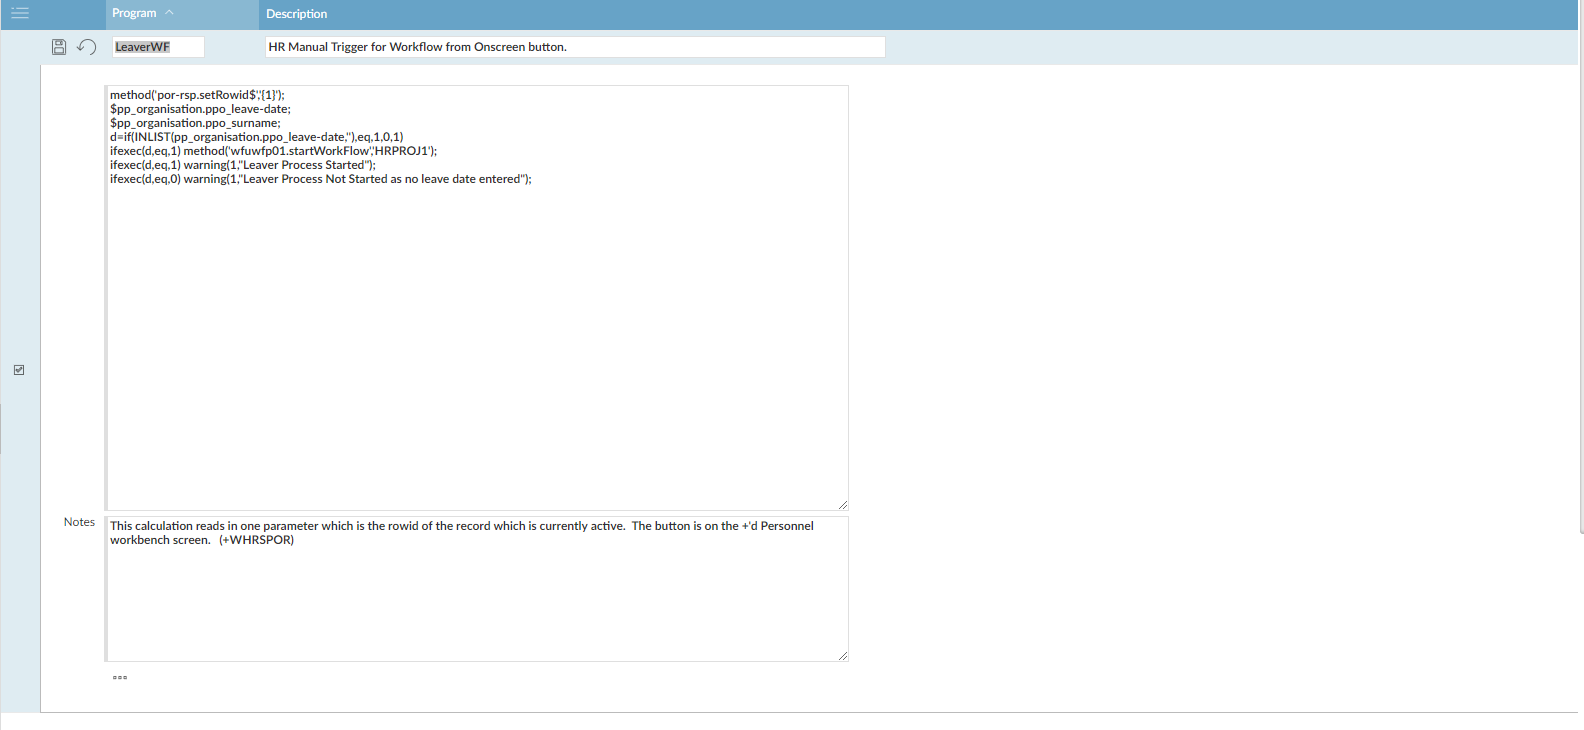 Program Description
LeaverWF HR Manual Trigger for Workflow from Onscreen button.
method('por-rsp.setRowid$','{1}');
$pp_organisation.ppo_leave-date;
$pp_organisation.ppo_surname;
d=if(INLIST(pp_organisation.ppo_leave-date,''),eq,1,0,1)
ifexec(d,eq,1) method('wfuwfp01.startWorkFlow','HRPROJ1');
ifexec(d,eq,1) warning(1,"Leaver Process Started");
ifexec(d,eq,0) warning(1,"Leaver Process Not Started as no leave date entered");
Notes
This calculation reads in one parameter which is the rowid of the record which is currently active.  The button is on the +'d Personnel
workbench screen.   (+WHRSPOR)